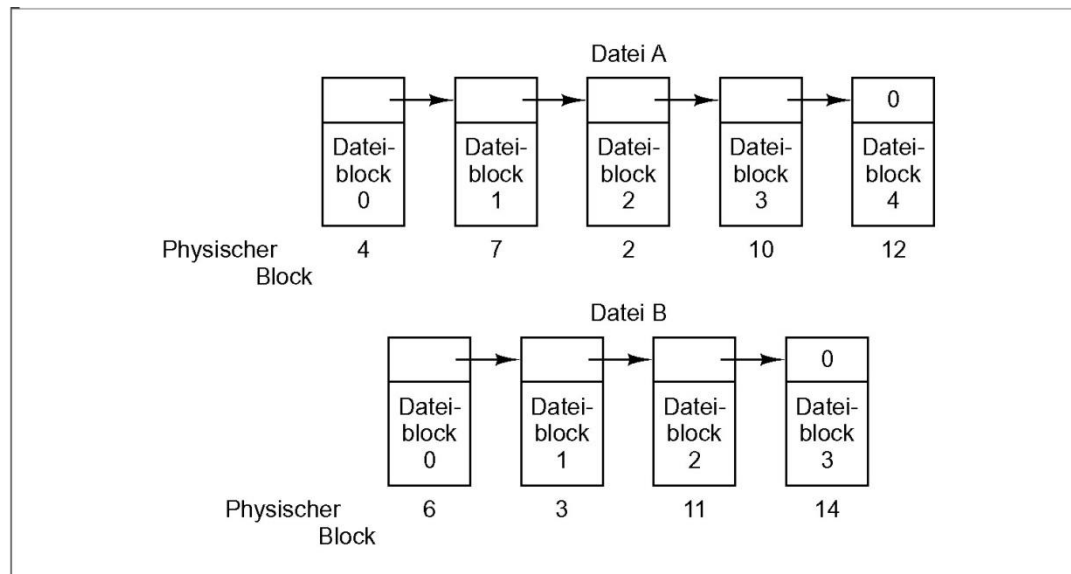 Datei A
0
Datei-
block
0
Datei-
block
1
Datei-
block
2
Datei-
block
3
Datei-
block
4
Physischer
Block
4 7 2 10 12
Datei B
0
Datei-
block
0
Datei-
block
1
Datei-
block
2
Datei-
block
3
Physischer
Block
6 3 11 14